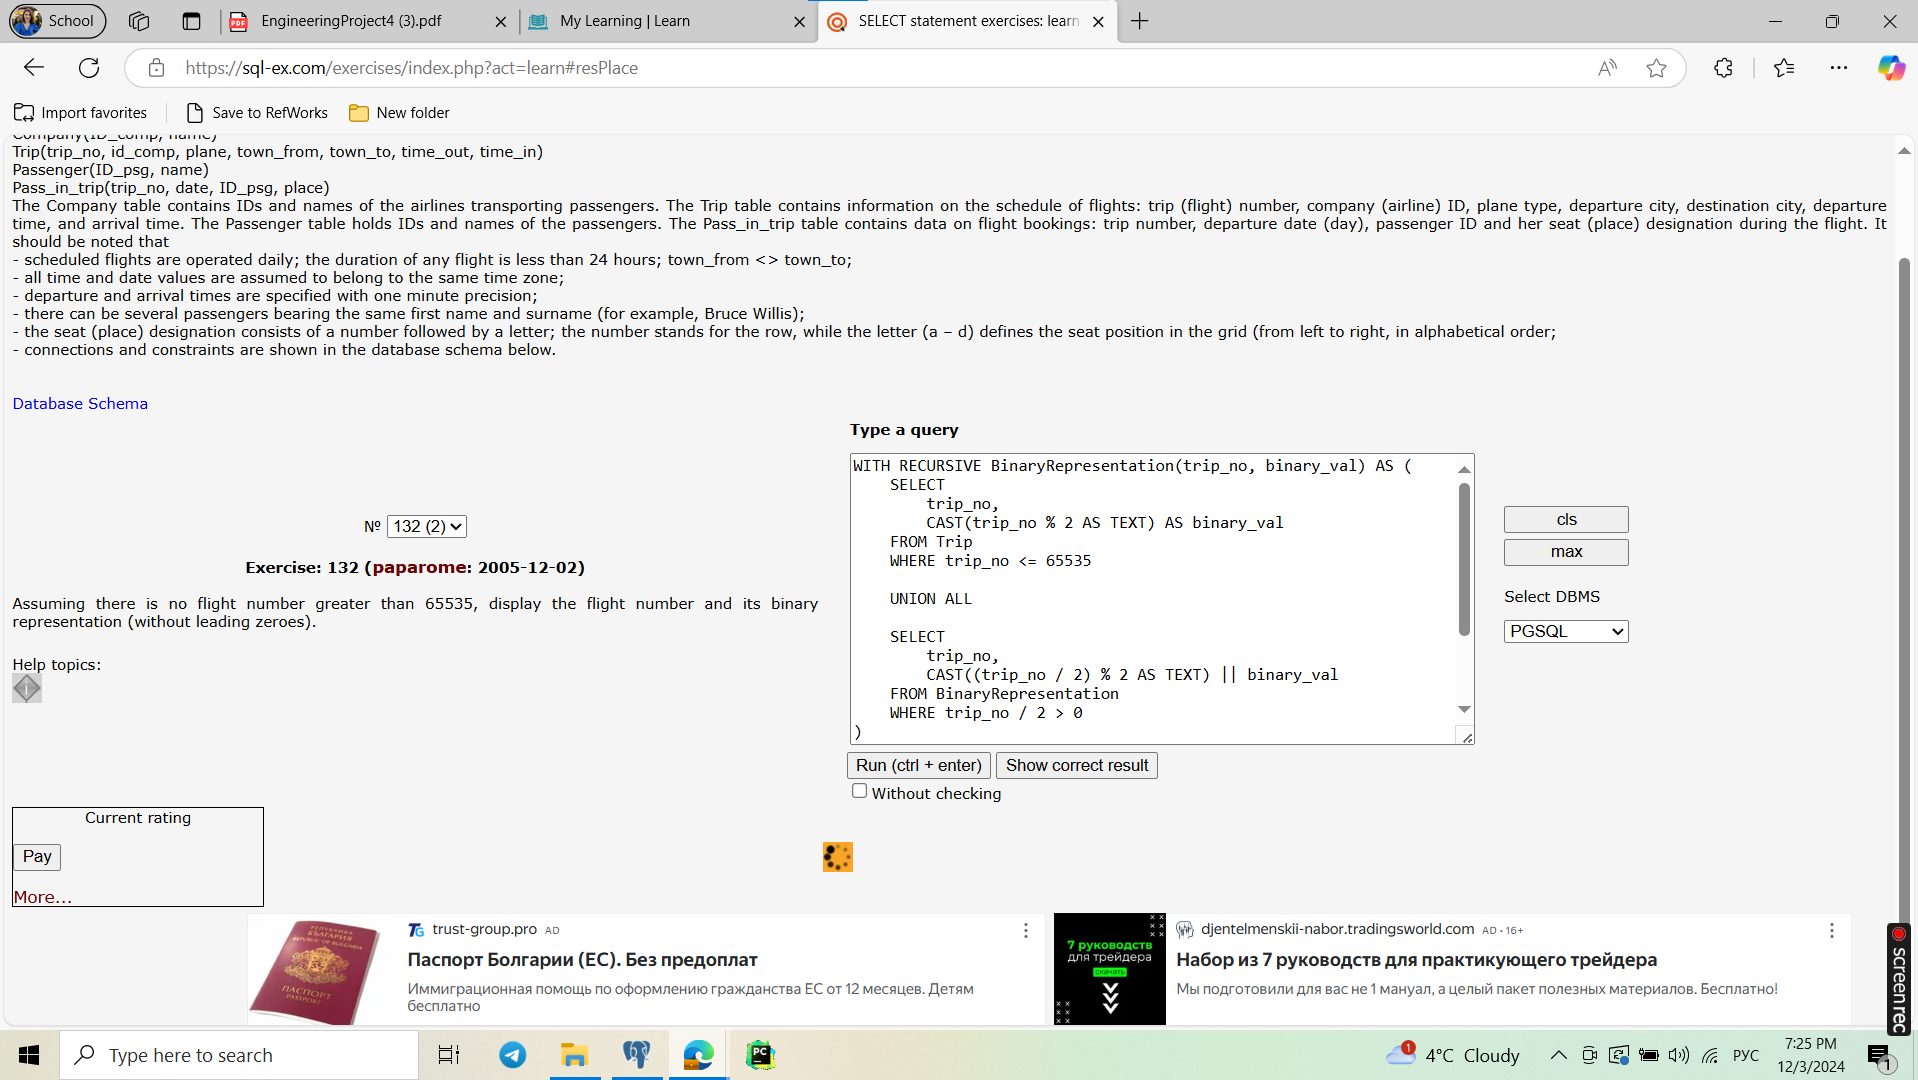 School
EngineeringProject4 (3).pdf
My Learning | Learn
SELECT statement exercises: learn
https://sql-ex.com/exercises/index.php?act=learn#resPlace
Import favorites
Save to RefWorks
New folder
Company(ID_comp, name)
Trip(trip_no, id_comp, plane, town_from, town_to, time_out, time_in)
Passenger(ID_psg, name)
Pass_in_trip(trip_no, date, ID_psg, place)
The Company table contains IDs and names of the airlines transporting passengers. The Trip table contains information on the schedule of flights: trip (flight) number, company (airline) ID, plane type, departure city, destination city, departure
time, and arrival time. The Passenger table holds IDs and names of the passengers. The Pass_in_trip table contains data on flight bookings: trip number, departure date (day), passenger ID and her seat (place) designation during the flight. It
should be noted that
- scheduled flights are operated daily; the duration of any flight is less than 24 hours; town_from <> town_to;
- all time and date values are assumed to belong to the same time zone;
- departure and arrival times are specified with one minute precision;
- there can be several passengers bearing the same first name and surname (for example, Bruce Willis);
- the seat (place) designation consists of a number followed by a letter; the number stands for the row, while the letter (a – d) defines the seat position in the grid (from left to right, in alphabetical order;
- connections and constraints are shown in the database schema below.
Database Schema
Type a query
№ 132 (2)
Exercise: 132 (paparome: 2005-12-02)
Assuming there is no flight number greater than 65535, display the flight number and its binary
representation (without leading zeroes).
Help topics:
WITH RECURSIVE BinaryRepresentation(trip_no, binary_val) AS (
SELECT
trip_no,
CAST(trip_no % 2 AS TEXT) AS binary_val
FROM Trip
WHERE trip_no <= 65535
UNION ALL
SELECT
trip_no,
CAST((trip_no / 2) % 2 AS TEXT) || binary_val
FROM BinaryRepresentation
WHERE trip_no / 2 > 0
)
cls
max
Select DBMS
PGSQL
Run (ctrl + enter)
Show correct result
Without checking
Current rating
Pay
More...
РЕПУБЛИКА
БЪЛГАРИЯ
REPUBLIC OF BULGARIA
ПАСПОРТ
PASSPORT
TG
trust-group.pro AD
Паспорт Болгарии (ЕС). Без предоплат
Иммиграционная помощь по оформлению гражданства ЕС от 12 месяцев. Детям
бесплатно
7 руководств
для трейдера
скачать
djentelmenskii-nabor.tradingsworld.com AD • 16+
Набор из 7 руководств для практикующего трейдера
Мы подготовили для вас не 1 мануал, а целый пакет полезных материалов. Бесплатно!
screen rec
Type here to search
PC
1
4°C Cloudy
РУС
7:25 PM
12/3/2024
1